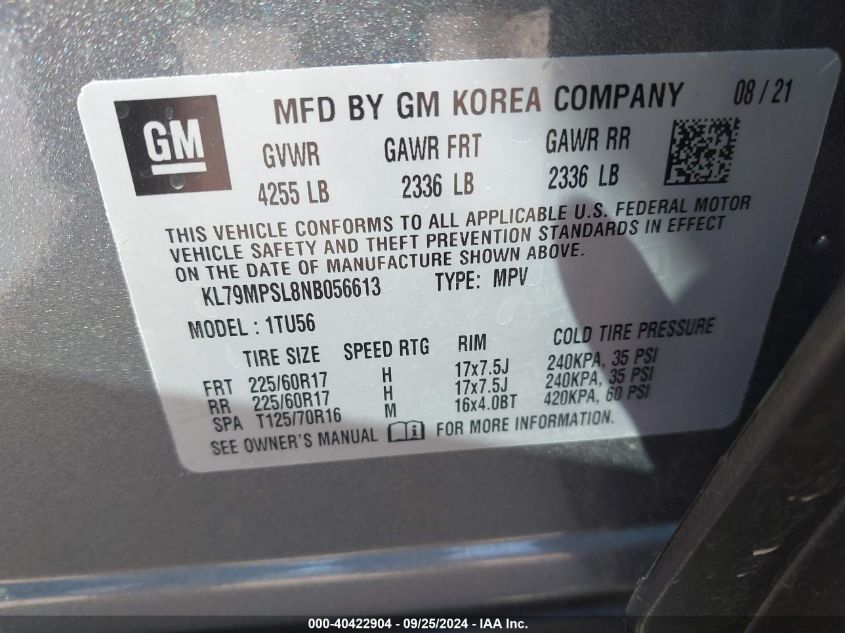 GM
MFD BY GM KOREA COMPANY 08 / 21
GVWR GAWR FRT GAWR RR
4255 LB 2336 LB 2336 LB
THIS VEHICLE CONFORMS TO ALL APPLICABLE U.S. FEDERAL MOTOR
VEHICLE SAFETY AND THEFT PREVENTION STANDARDS IN EFFECT
ON THE DATE OF MANUFACTURE SHOWN ABOVE.
KL79MPSL8NB056613 TYPE: MPV
MODEL : 1TU56
TIRE SIZE SPEED RTG RIM COLD TIRE PRESSURE
FRT 225/60R17 H 17x7.5J 240KPA, 35 PSI
RR 225/60R17 H 17x7.5J 240KPA, 35 PSI
SPA T125/70R16 M 16x4.0BT 420KPA, 60 PSI
SEE OWNER'S MANUAL FOR MORE INFORMATION.
000-40422904 - 09/25/2024 - IAA Inc.